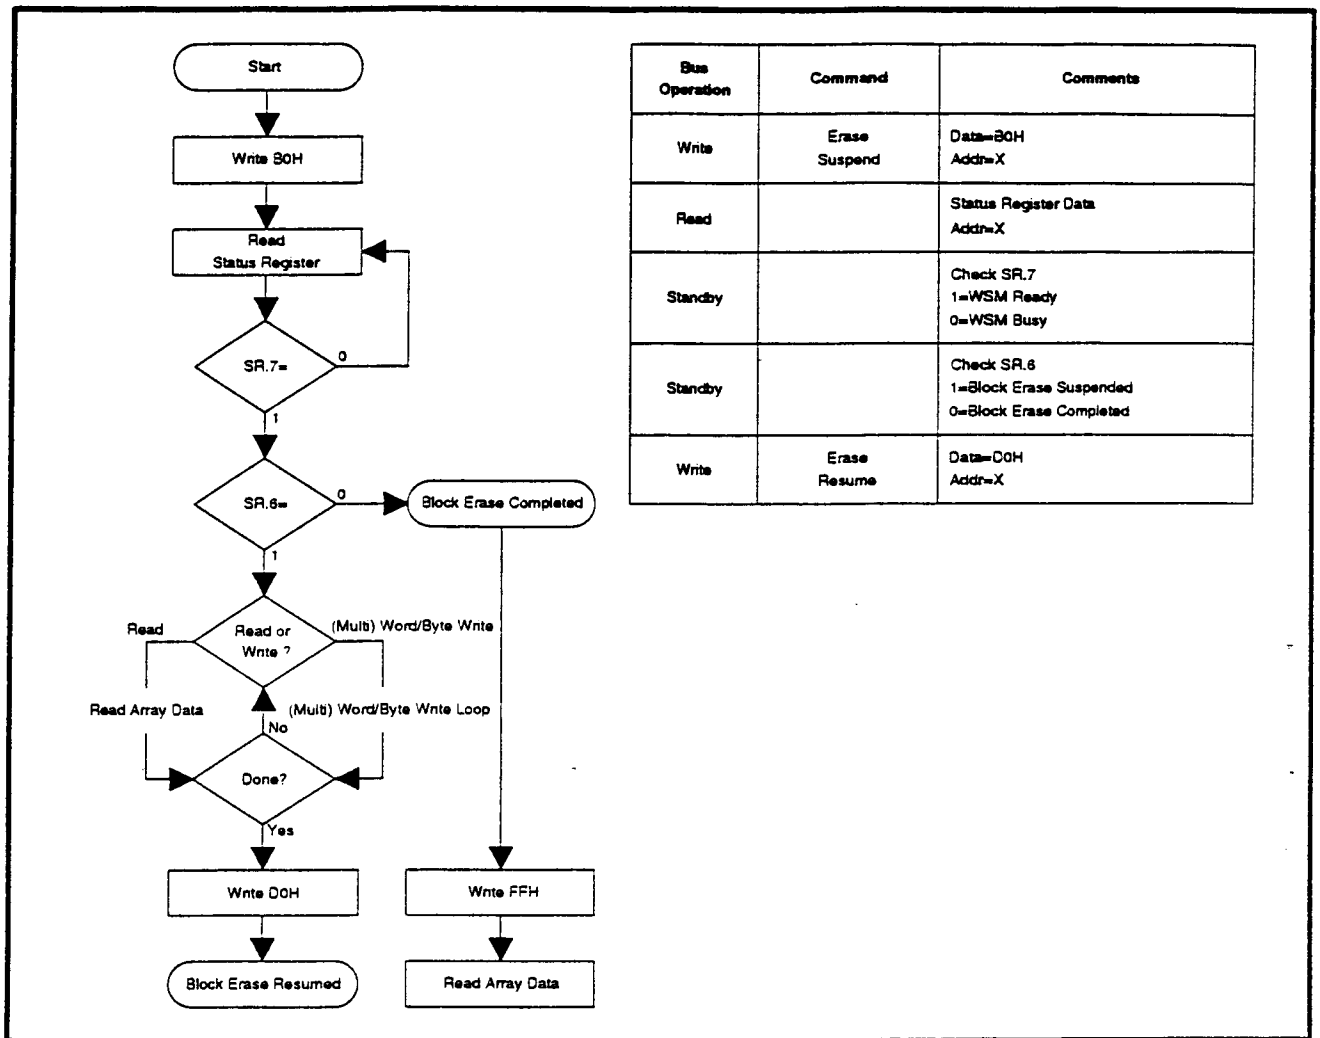 Start
Write B0H
Read
Status Register
SR.7=
0
1
SR.6=
0
Block Erase Completed
1
Read
Read or
Write ?
(Multi) Word/Byte Write
Read Array Data
(Multi) Word/Byte Write Loop
No
Done?
Yes
Write D0H
Write FFH
Block Erase Resumed
Read Array Data
Bus
Operation
Command
Comments
Write
Erase
Suspend
Data=B0H
Addr=X
Read
Status Register Data
Addr=X
Standby
Check SR.7
1=WSM Ready
0=WSM Busy
Standby
Check SR.6
1=Block Erase Suspended
0=Block Erase Completed
Write
Erase
Resume
Data=D0H
Addr=X